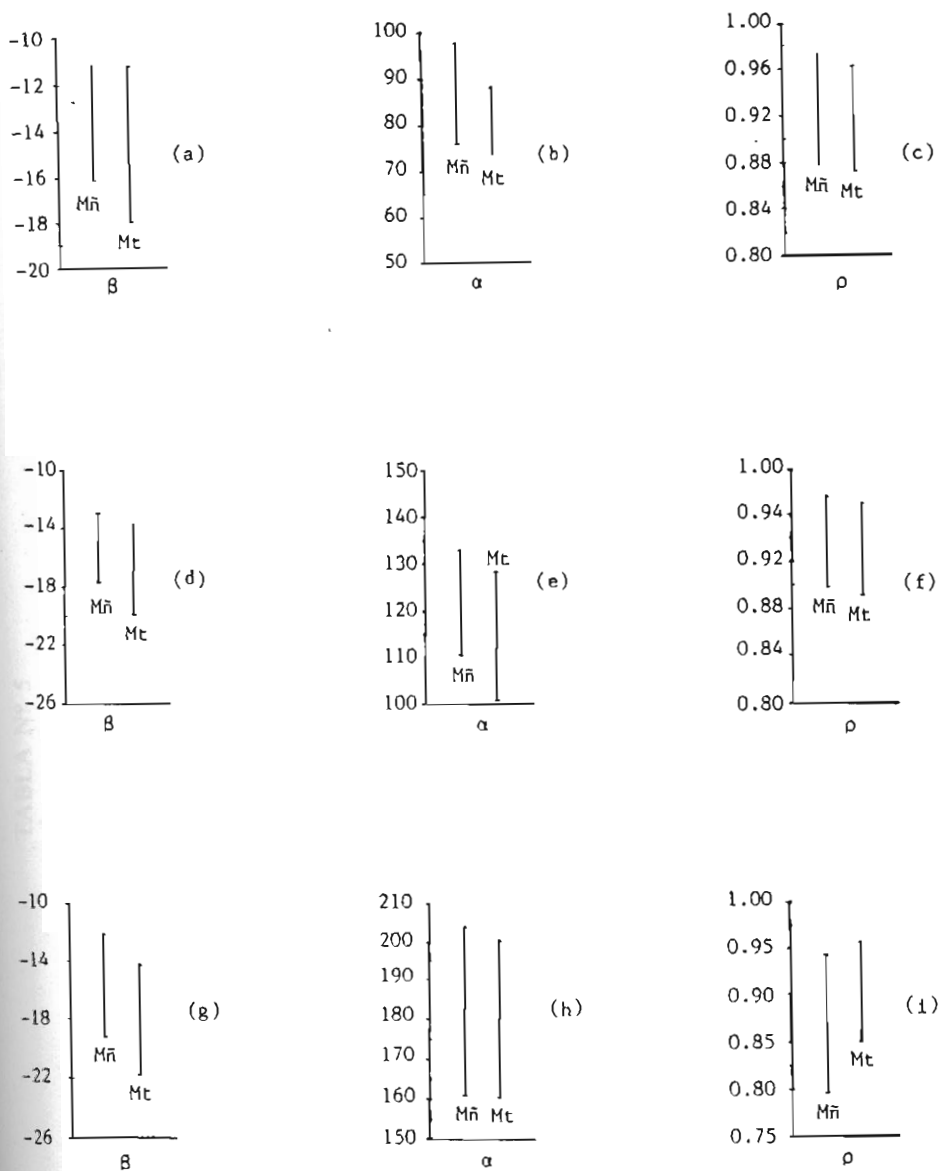 -10
-12
-14
-16
-18
-20
Mñ
Mt
(a)
β
100
90
80
70
60
50
Mñ
Mt
(b)
α
1.00
0.96
0.92
0.88
0.84
0.80
Mñ
Mt
(c)
ρ
-10
-14
-18
-22
-26
Mñ
Mt
(d)
β
150
140
130
120
110
100
Mt
Mñ
(e)
α
1.00
0.94
0.92
0.88
0.84
0.80
Mñ
Mt
(f)
ρ
-10
-14
-18
-22
-26
Mñ
Mt
(g)
β
210
200
190
180
170
160
150
Mñ
Mt
(h)
α
1.00
0.95
0.90
0.85
0.80
0.75
Mt
Mñ
(i)
ρ
TABLA Nº 5